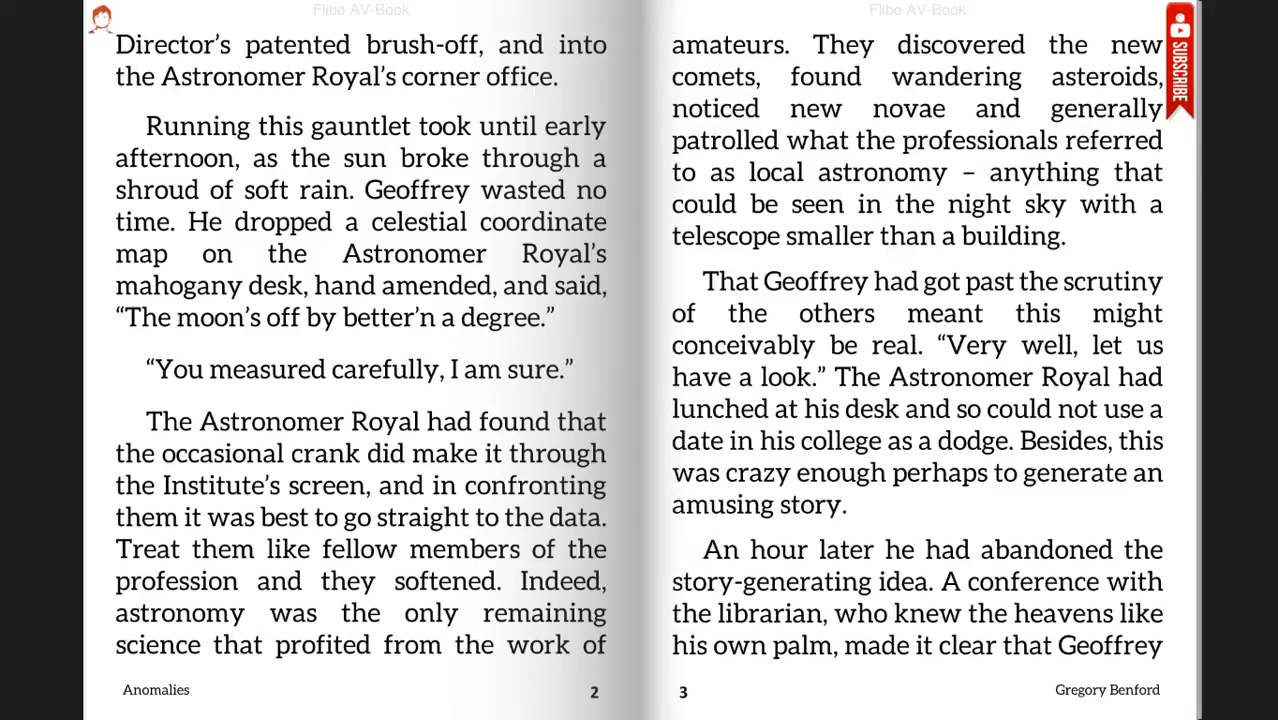 Flibo AV-Book
Director’s patented brush-off, and into
the Astronomer Royal’s corner office.
Running this gauntlet took until early
afternoon, as the sun broke through a
shroud of soft rain. Geoffrey wasted no
time. He dropped a celestial coordinate
map on the Astronomer Royal’s
mahogany desk, hand amended, and said,
“The moon’s off by better’n a degree.”
“You measured carefully, I am sure.”
The Astronomer Royal had found that
the occasional crank did make it through
the Institute’s screen, and in confronting
them it was best to go straight to the data.
Treat them like fellow members of the
profession and they softened. Indeed,
astronomy was the only remaining
science that profited from the work of
Anomalies
2
Flibo AV-Book
SUBSCRIBE
amateurs. They discovered the new
comets, found wandering asteroids,
noticed new novae and generally
patrolled what the professionals referred
to as local astronomy – anything that
could be seen in the night sky with a
telescope smaller than a building.
That Geoffrey had got past the scrutiny
of the others meant this might
conceivably be real. “Very well, let us
have a look.” The Astronomer Royal had
lunched at his desk and so could not use a
date in his college as a dodge. Besides, this
was crazy enough perhaps to generate an
amusing story.
An hour later he had abandoned the
story-generating idea. A conference with
the librarian, who knew the heavens like
his own palm, made it clear that Geoffrey
3
Gregory Benford